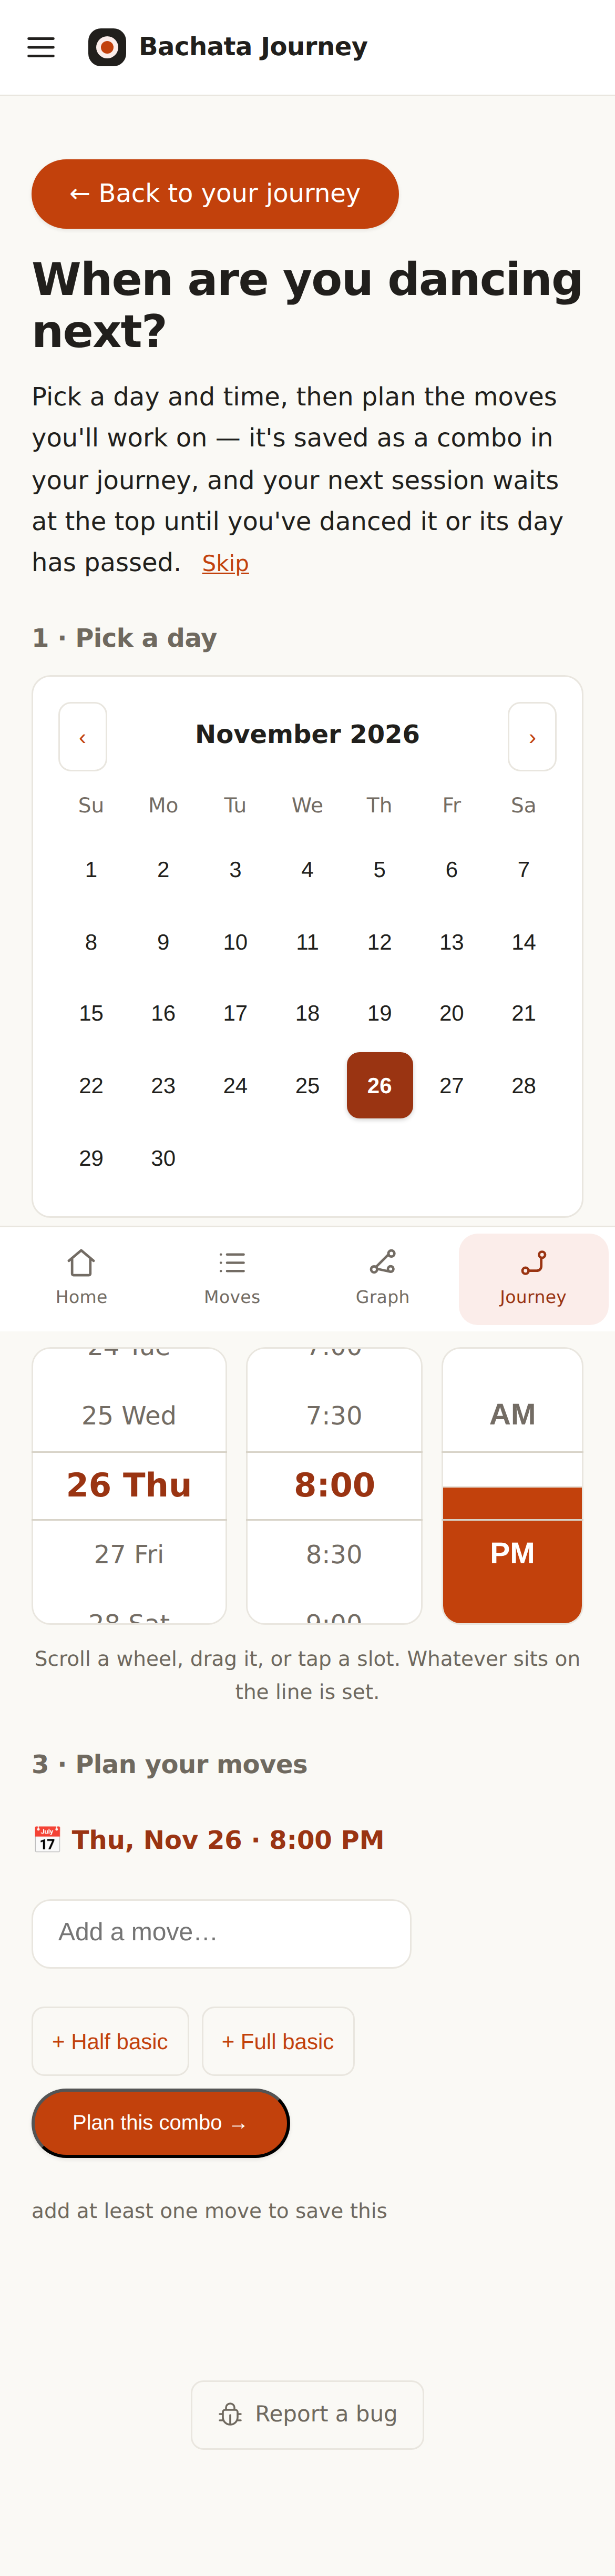 Bachata Journey
← Back to your journey
When are you dancing
next?
Pick a day and time, then plan the moves
you'll work on — it's saved as a combo in
your journey, and your next session waits
at the top until you've danced it or its day
has passed. Skip
1 · Pick a day
‹ November 2026 ›
Su Mo Tu We Th Fr Sa
1 2 3 4 5 6 7
8 9 10 11 12 13 14
15 16 17 18 19 20 21
22 23 24 25 26 27 28
29 30
Home Moves Graph Journey
24 Tue 7:00
25 Wed 7:30 AM
26 Thu 8:00
27 Fri 8:30 PM
28 Sat 9:00
Scroll a wheel, drag it, or tap a slot. Whatever sits on
the line is set.
3 · Plan your moves
📅 Thu, Nov 26 · 8:00 PM
Add a move…
+ Half basic + Full basic
Plan this combo →
add at least one move to save this
Report a bug